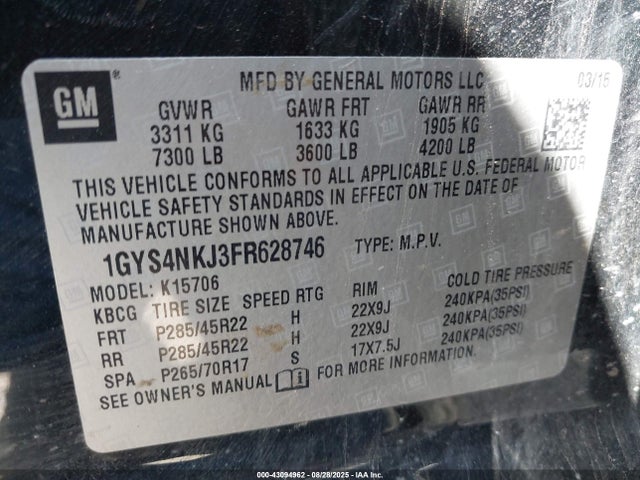 GM ®
MFD BY GENERAL MOTORS LLC 03/15
GVWR GAWR FRT GAWR RR
3311 KG 1633 KG 1905 KG
7300 LB 3600 LB 4200 LB
THIS VEHICLE CONFORMS TO ALL APPLICABLE U.S. FEDERAL MOTOR
VEHICLE SAFETY STANDARDS IN EFFECT ON THE DATE OF
MANUFACTURE SHOWN ABOVE.
1GYS4NKJ3FR628746 TYPE: M.P.V.
MODEL: K15706
KBCG TIRE SIZE SPEED RTG RIM COLD TIRE PRESSURE
FRT P285/45R22 H 22X9J 240KPA(35PSI)
RR P285/45R22 H 22X9J 240KPA(35PSI)
SPA P265/70R17 S 17X7.5J 240KPA(35PSI)
SEE OWNER'S MANUAL FOR MORE INFORMATION.
000-43094962 - 08/28/2025 - IAA Inc.